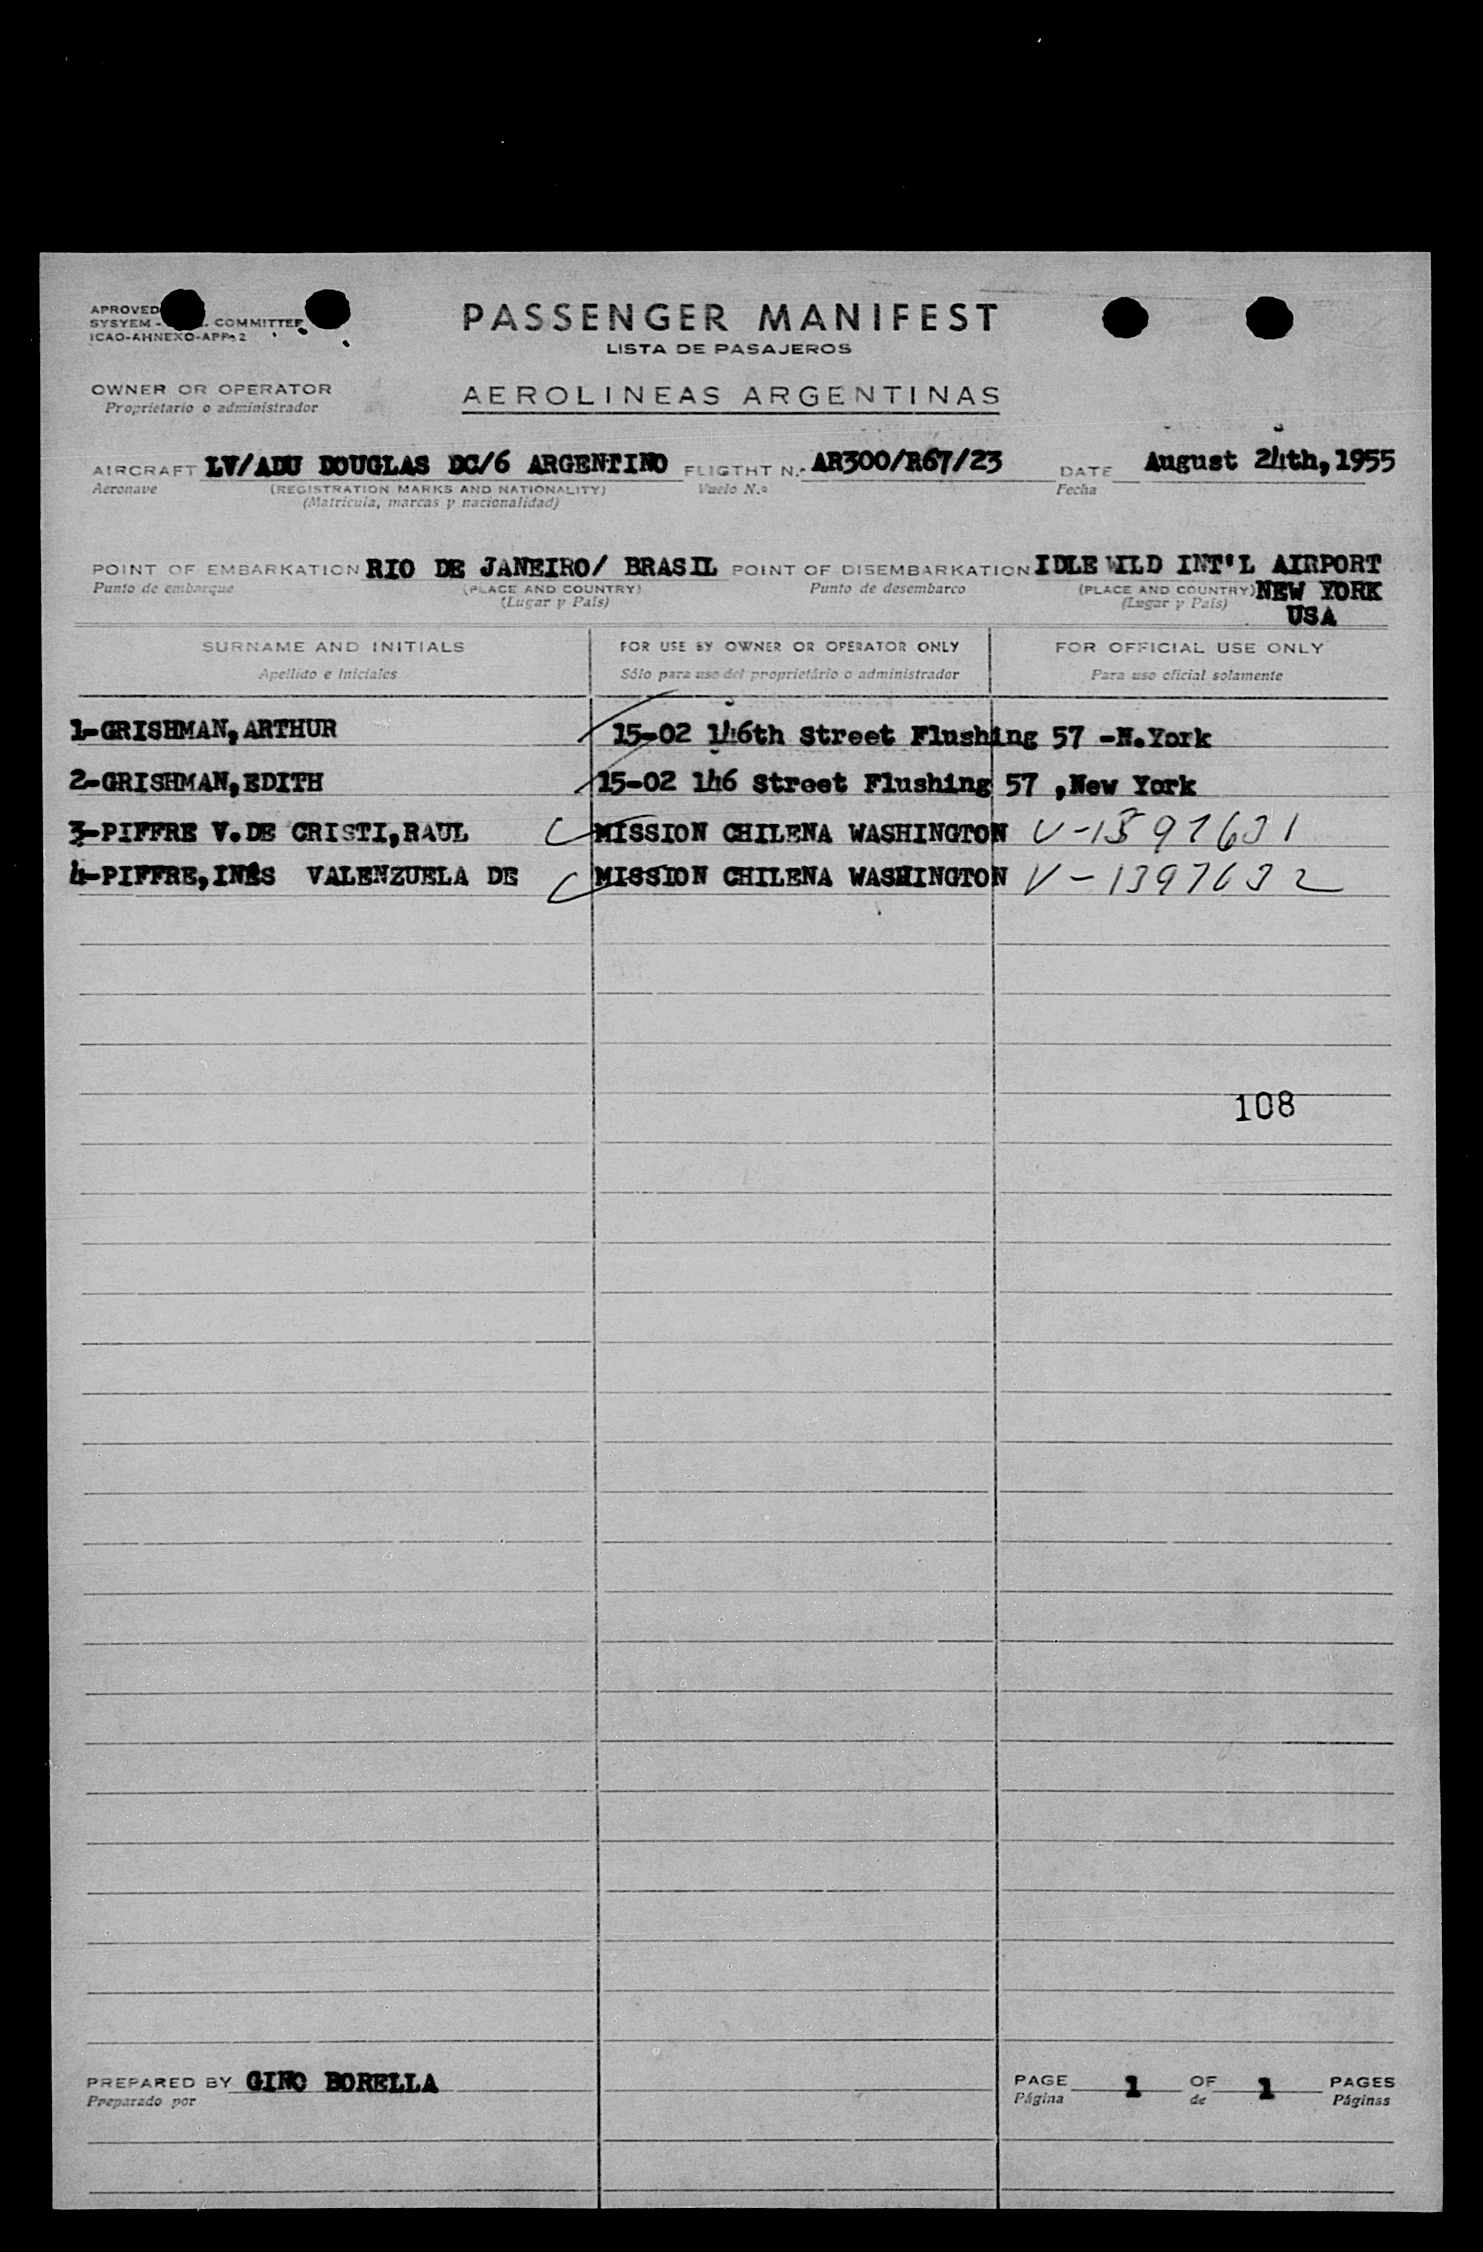 APROVED
SYSYEM - COMMITTEE
ICAO-AHNEXO-APP-2
PASSENGER MANIFEST
LISTA DE PASAJEROS
OWNER OR OPERATOR
Proprietario o administrador
AEROLINEAS ARGENTINAS
AIRCRAFT LV/ADU DOUGLAS DC/6 ARGENTINO FLIGTHT N.- AR300/R67/23 DATE August 24th,1955
Aeronave (REGISTRATION MARKS AND NATIONALITY) Vuelo N.o Fecha
(Matricula, marcas y nacionalidad)
POINT OF EMBARKATION RIO DE JANEIRO/ BRASIL POINT OF DISEMBARKATION IDLEWILD INT'L AIRPORT
Punto de embarque (PLACE AND COUNTRY) Punto de desembarco (PLACE AND COUNTRY) NEW YORK
(Lugar y País) (Lugar y País) USA
SURNAME AND INITIALS FOR USE BY OWNER OR OPERATOR ONLY FOR OFFICIAL USE ONLY
Apellido e Iniciales Sólo para uso del proprietário o administrador Para uso oficial solamente
1-GRISHMAN,ARTHUR 15-02 146th Street Flushing 57 -N.York
2-GRISHMAN,EDITH 15-02 146 Street Flushing 57 ,New York
3-PIFFRE V.DE CRISTI,RAUL MISSION CHILENA WASHINGTON V-1397631
4-PIFFRE,INÊS VALENZUELA DE MISSION CHILENA WASHINGTON V-1397632
108
PREPARED BY GINO BORELLA PAGE 1 OF 1 PAGES
Preparado por Página de Páginas